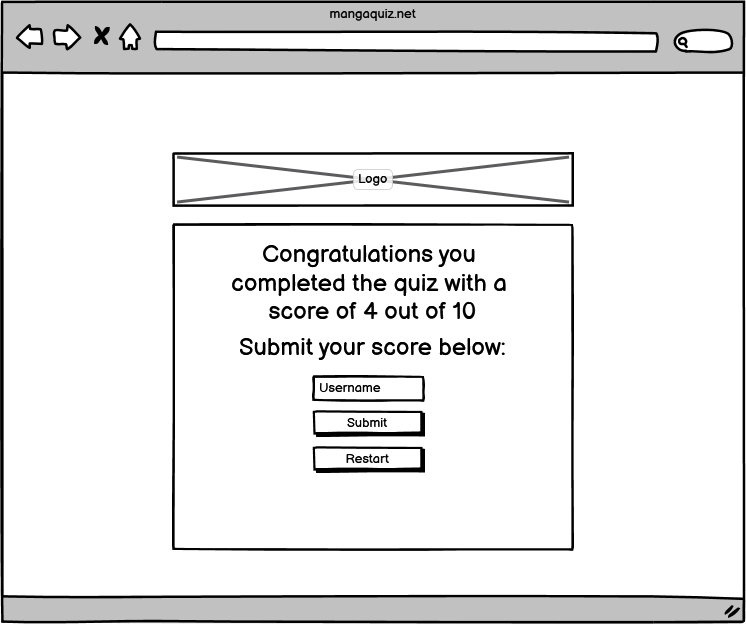 mangaquiz.net
Logo
Congratulations you
completed the quiz with a
score of 4 out of 10
Submit your score below:
Username
Submit
Restart